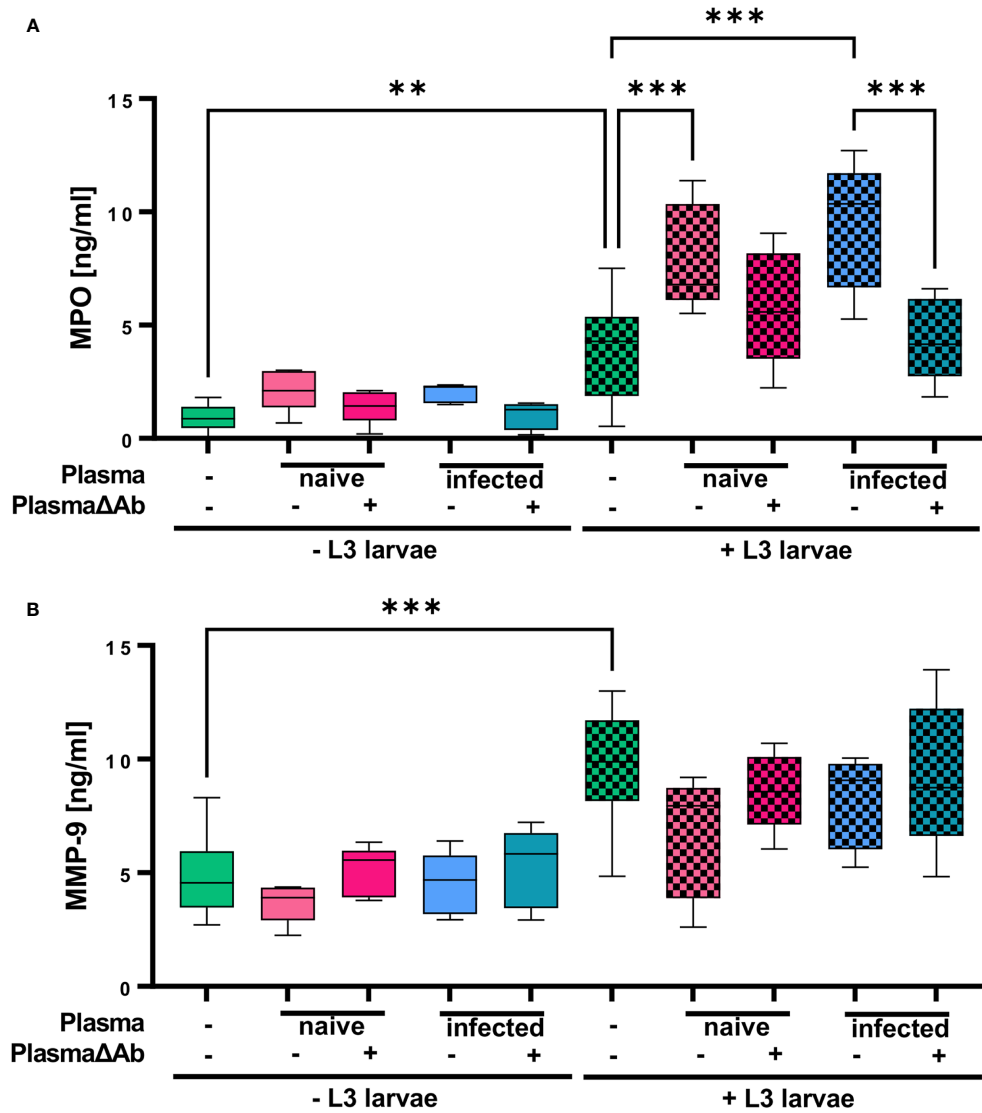 A
***
** *** ***
15
10
5
0
MPO [ng/ml]
Plasma - naive infected - naive infected
PlasmaΔAb - - + - + - - + - +
- L3 larvae + L3 larvae
B
***
15
10
5
0
MMP-9 [ng/ml]
Plasma - naive infected - naive infected
PlasmaΔAb - - + - + - - + - +
- L3 larvae + L3 larvae